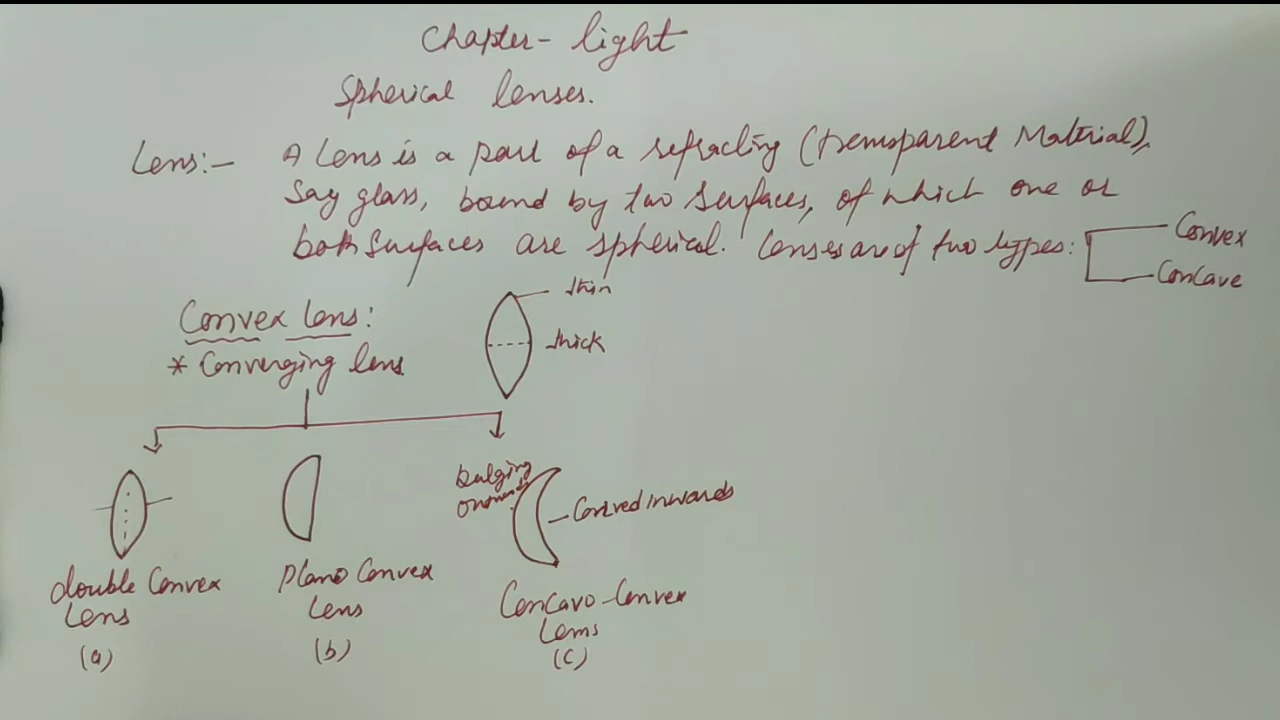 Chapter- light
Spherical lenses.
Lens:- A lens is a part of a refracting (transparent Material),
Say glass, bound by two surfaces, of which one or
both surfaces are spherical. lenses are of two types:
Convex
Concave
Convex lens:
* Converging lens
thin
thick
Bulging
outwards
Curved inwards
double Convex
Lens
(a)
Plano Convex
Lens
(b)
Concavo-Convex
Lens
(c)